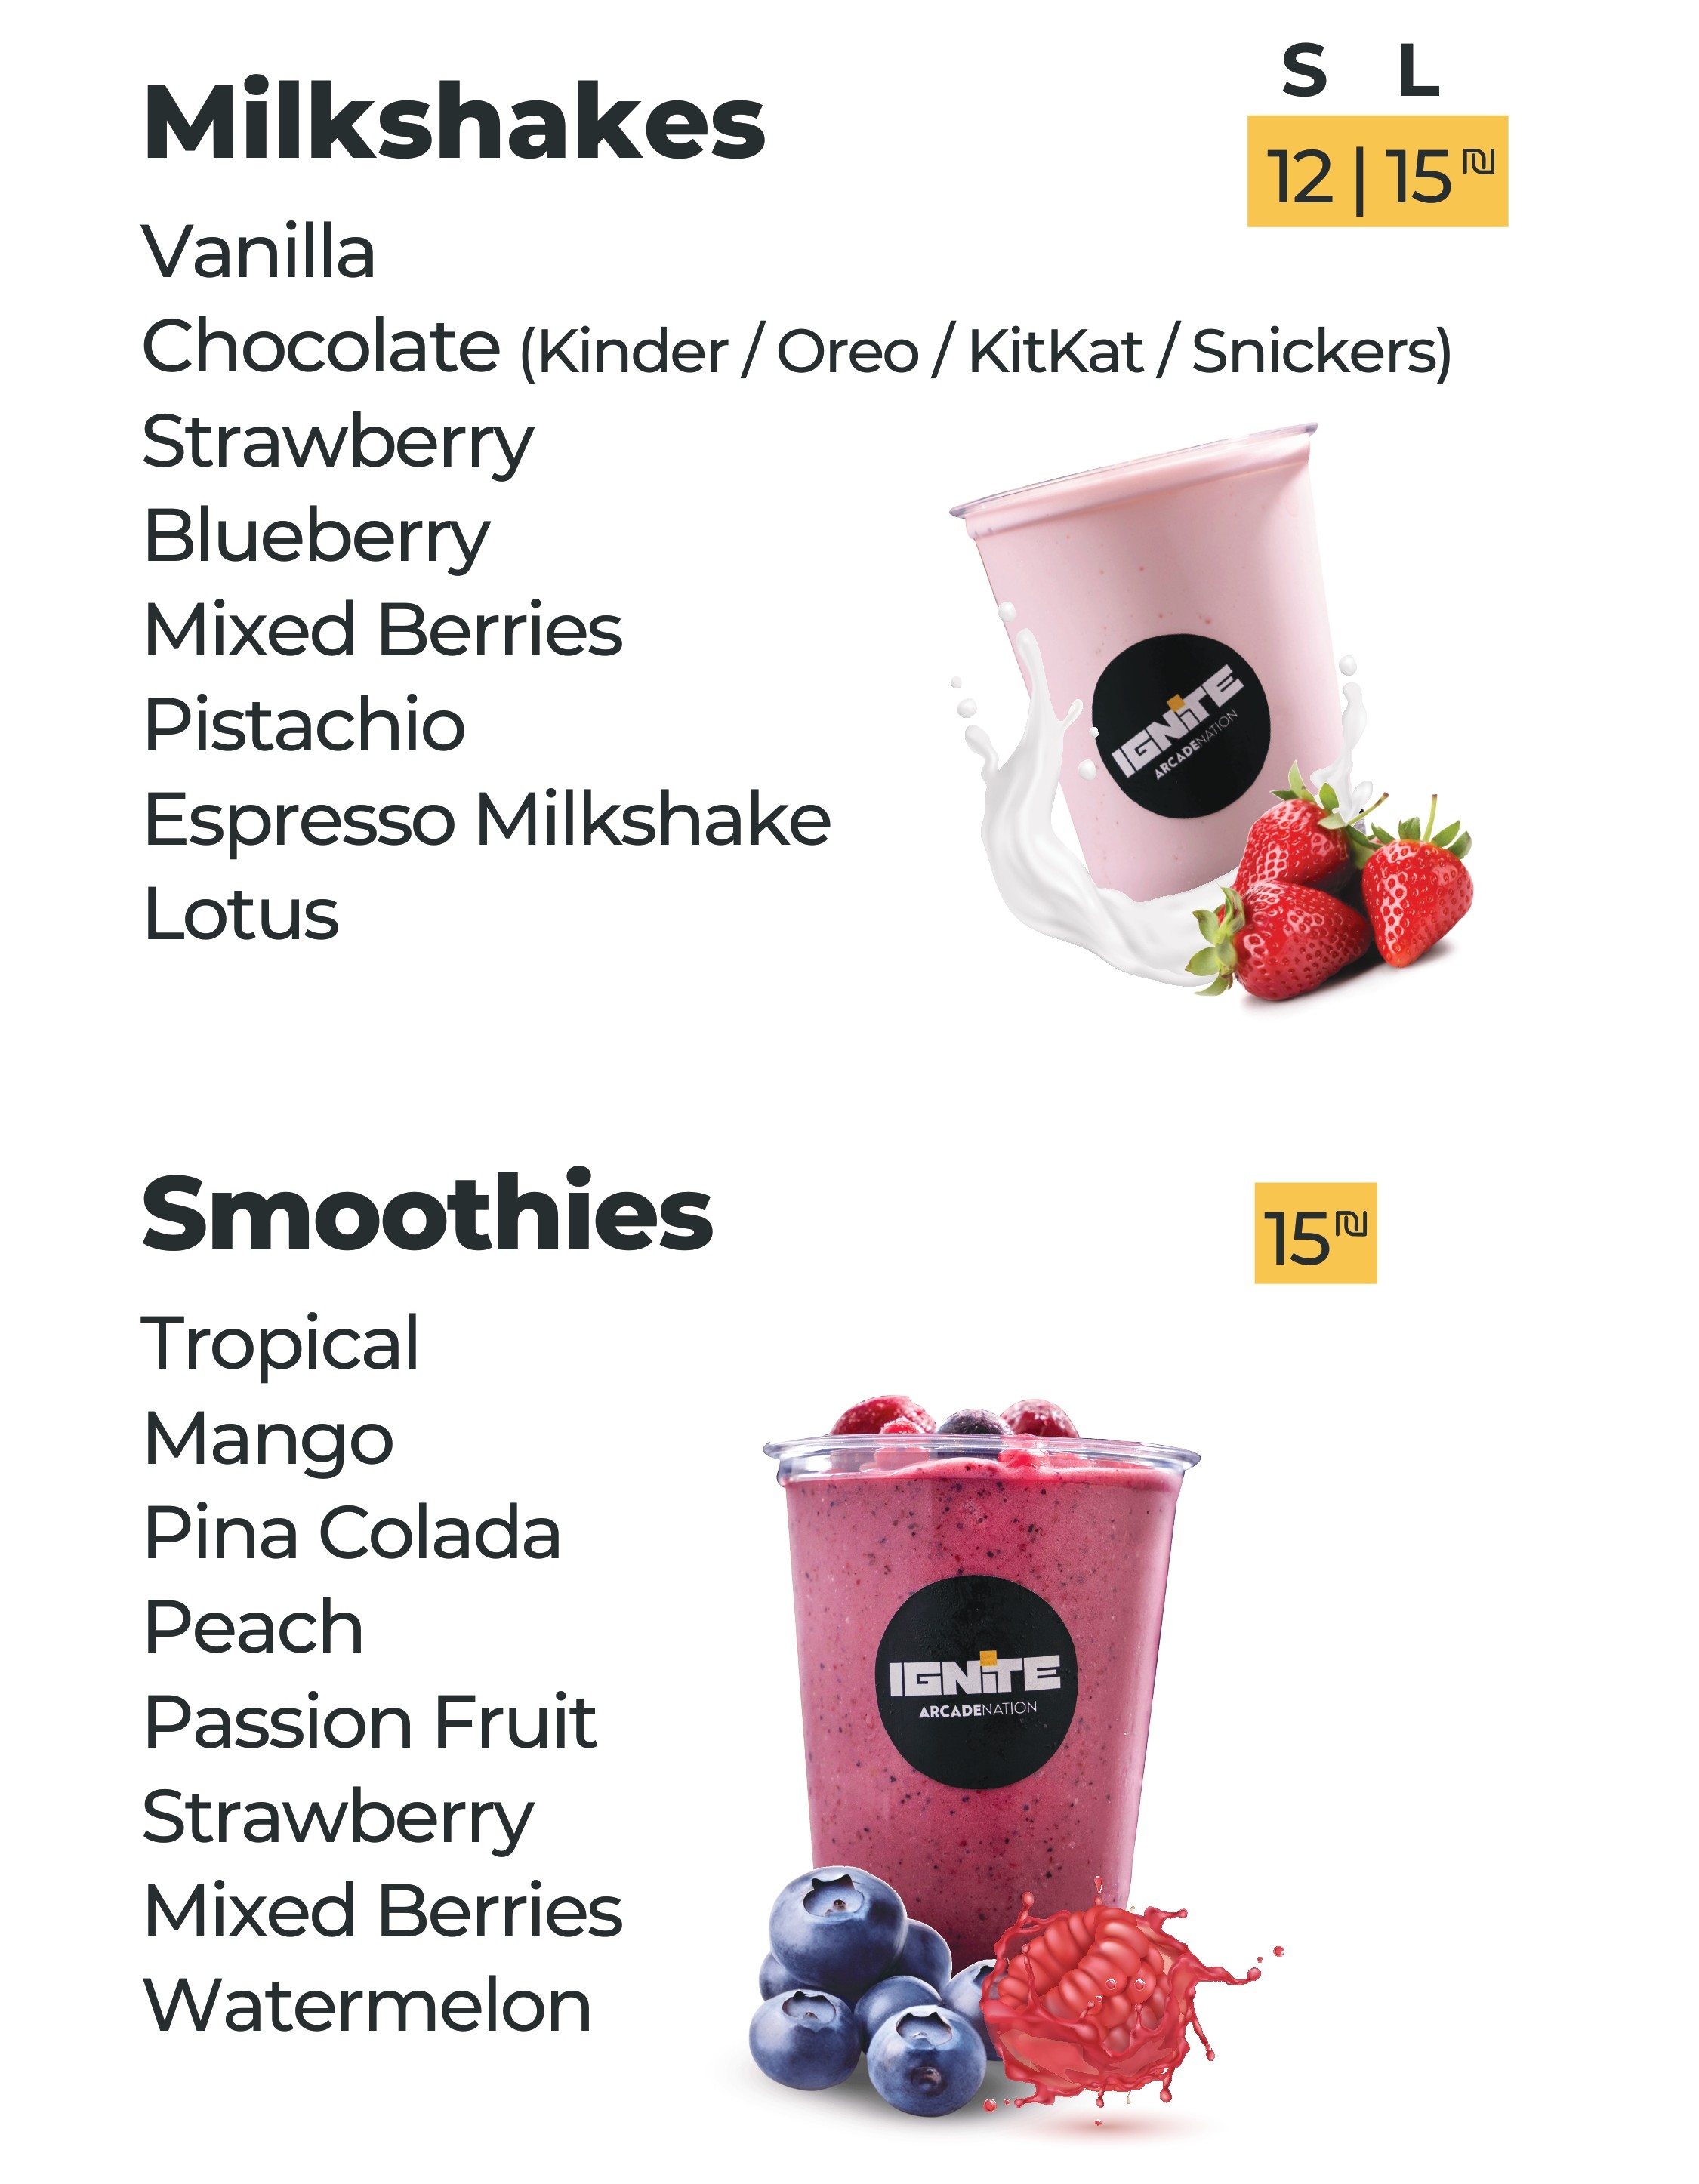 Milkshakes
S L
12 | 15 ₪
Vanilla
Chocolate (Kinder / Oreo / KitKat / Snickers)
Strawberry
Blueberry
Mixed Berries
Pistachio
Espresso Milkshake
Lotus
IGNiTE
ARCADENATION
Smoothies
15₪
Tropical
Mango
Pina Colada
Peach
Passion Fruit
Strawberry
Mixed Berries
Watermelon
IGNiTE
ARCADENATION